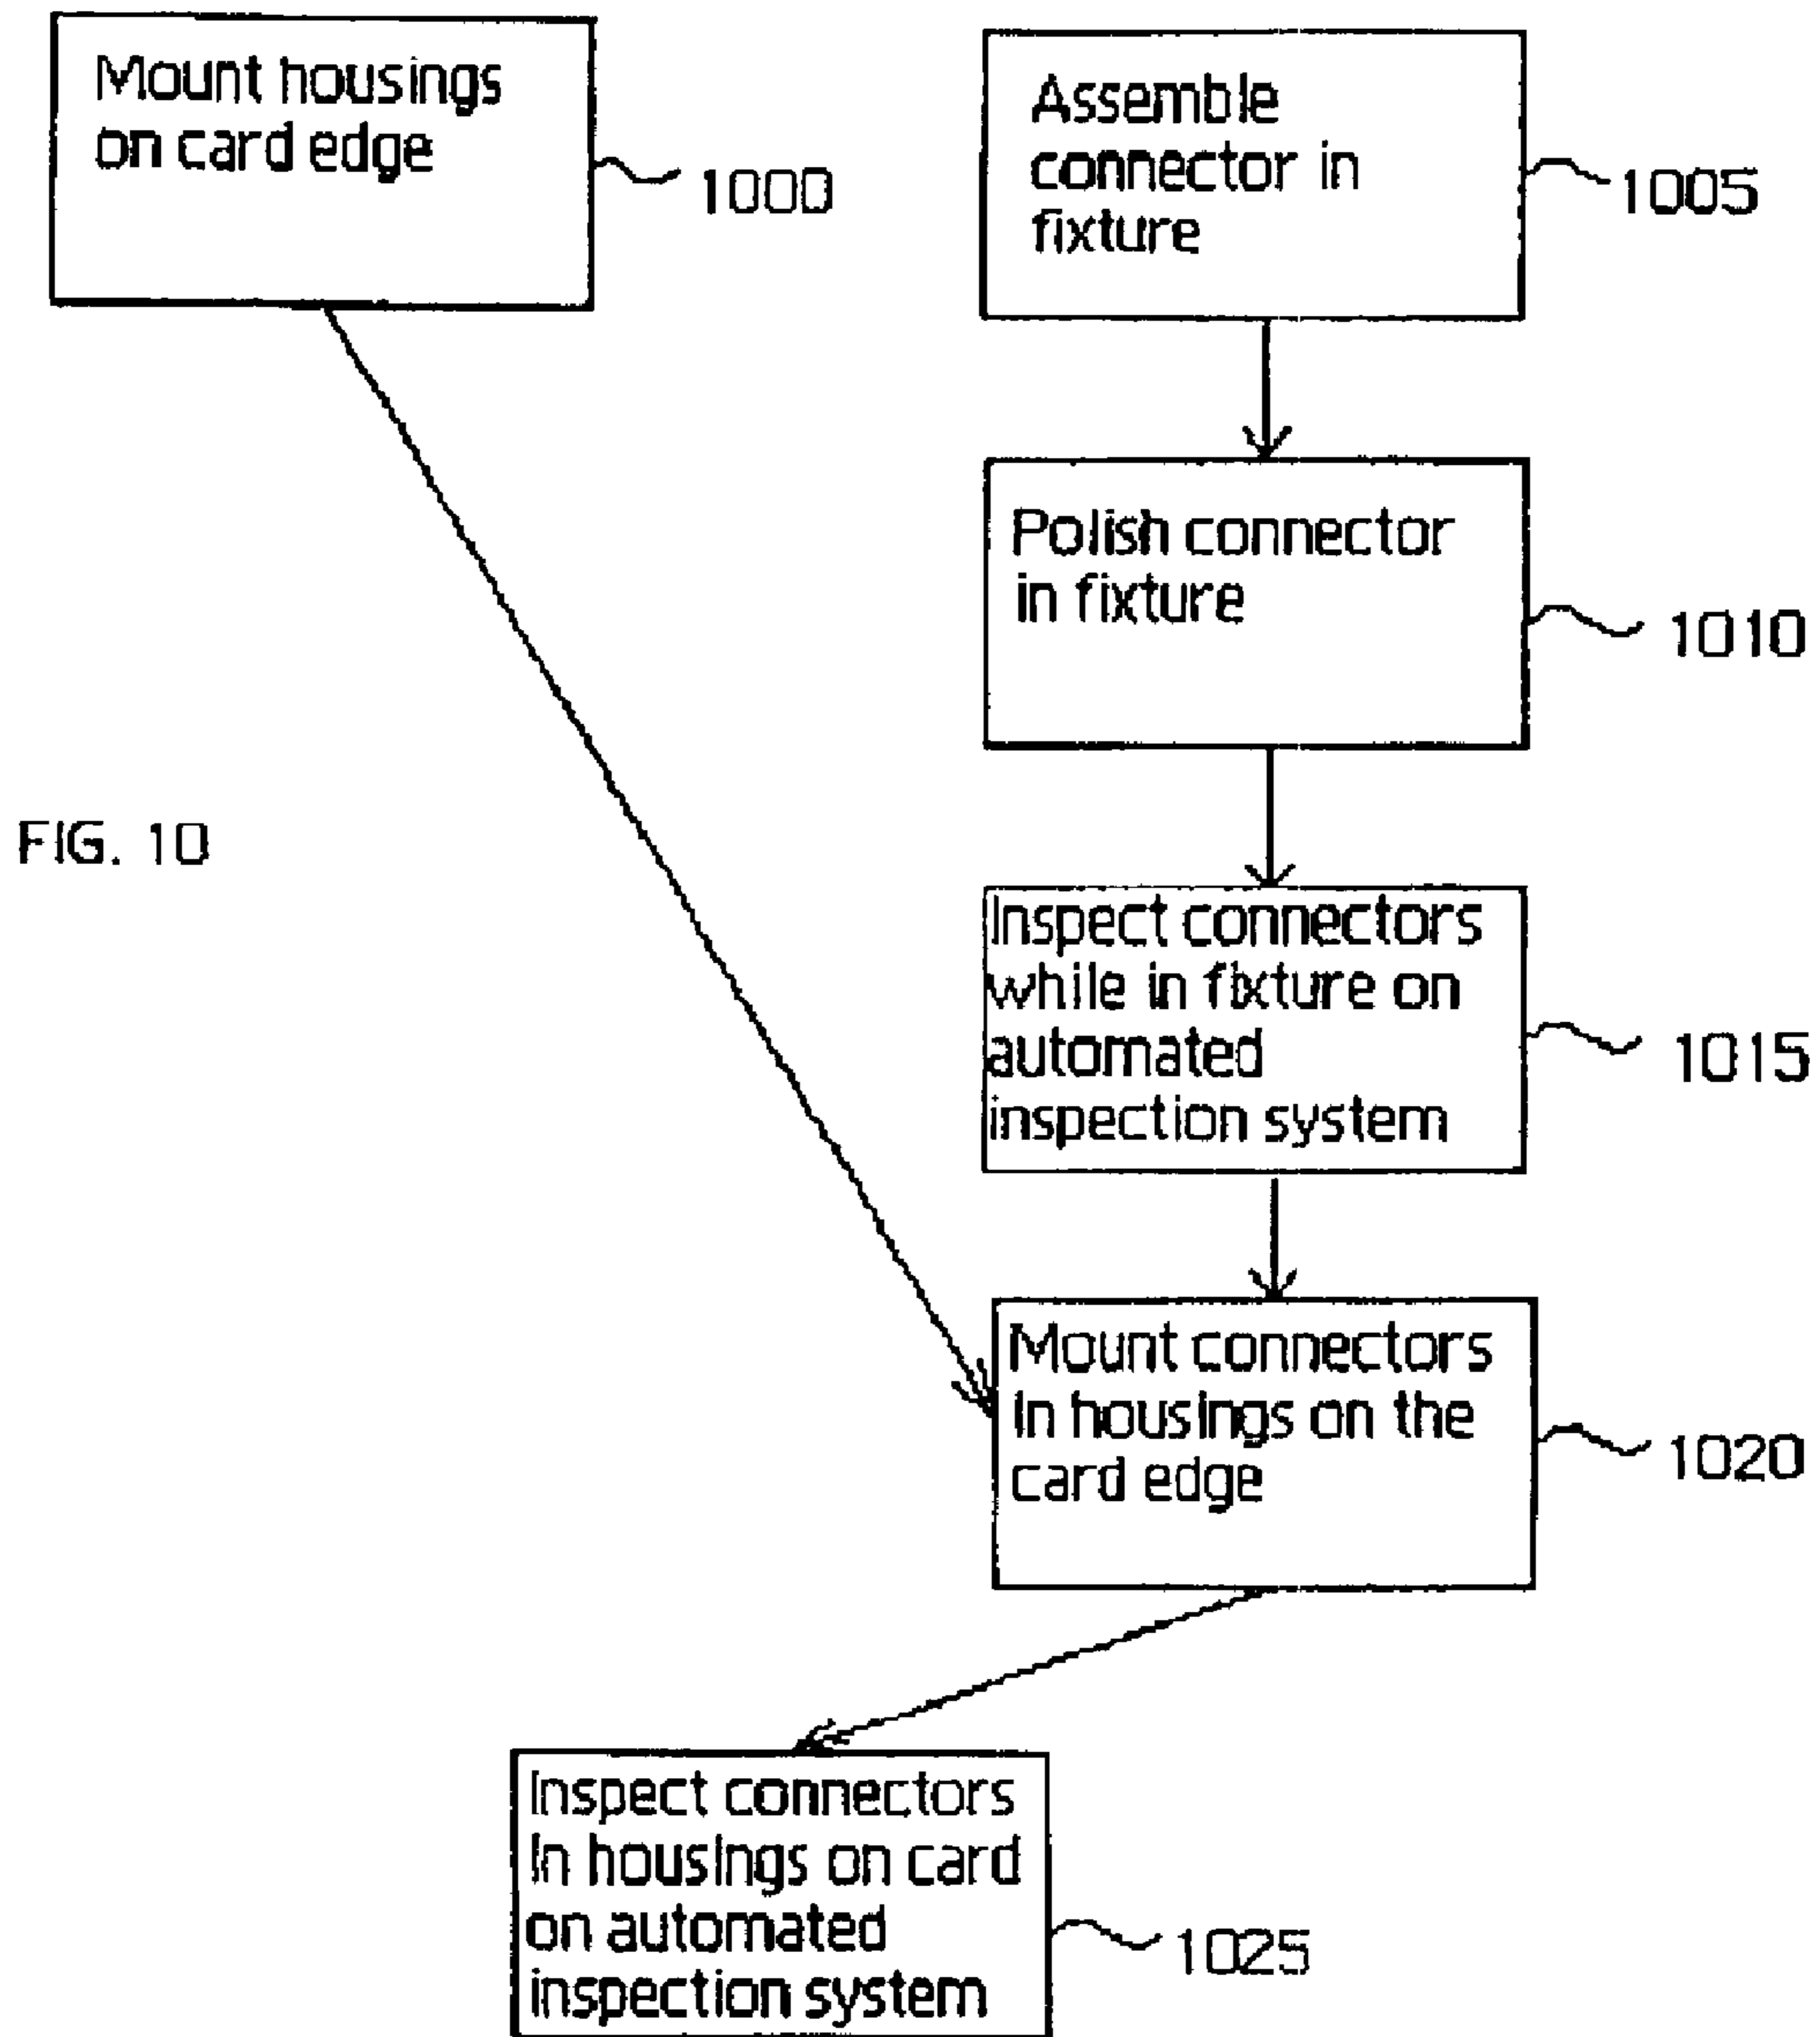 Mount housings
on card edge
1000
Assemble
connector in
fixture
1005
Polish connector
in fixture
1010
FIG. 10
Inspect connectors
while in fixture on
automated
inspection system
1015
Mount connectors
In housings on the
card edge
1020
Inspect connectors
In housings on card
on automated
inspection system
1025